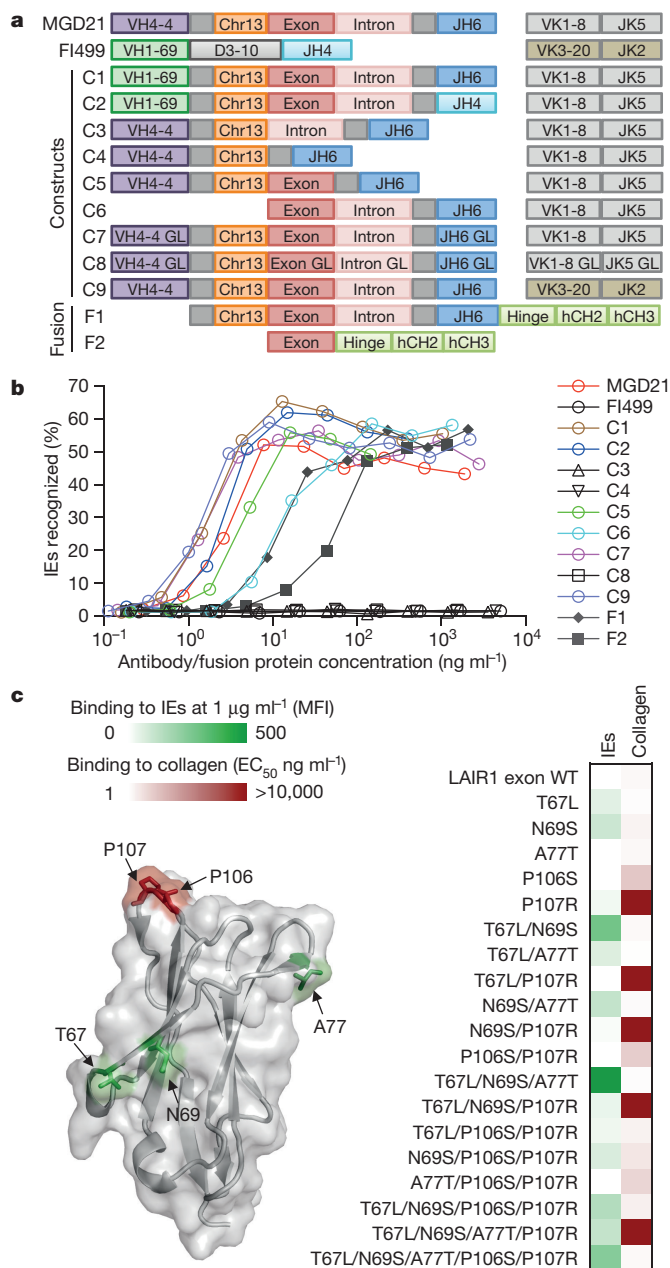 a
MGD21 VH4-4 Chr13 Exon Intron JH6 VK1-8 JK5
FI499 VH1-69 D3-10 JH4 VK3-20 JK2
Constructs
C1 VH1-69 Chr13 Exon Intron JH6 VK1-8 JK5
C2 VH1-69 Chr13 Exon Intron JH4 VK1-8 JK5
C3 VH4-4 Chr13 Intron JH6 VK1-8 JK5
C4 VH4-4 Chr13 JH6 VK1-8 JK5
C5 VH4-4 Chr13 Exon JH6 VK1-8 JK5
C6 Exon Intron JH6 VK1-8 JK5
C7 VH4-4 GL Chr13 Exon Intron JH6 GL VK1-8 JK5
C8 VH4-4 GL Chr13 Exon GL Intron GL JH6 GL VK1-8 GL JK5 GL
C9 VH4-4 Chr13 Exon Intron JH6 VK3-20 JK2
Fusion
F1 Chr13 Exon Intron JH6 Hinge hCH2 hCH3
F2 Exon Hinge hCH2 hCH3
b
IEs recognized (%)
70
60
50
40
30
20
10
0
10⁻¹ 10⁰ 10¹ 10² 10³ 10⁴
Antibody/fusion protein concentration (ng ml⁻¹)
MGD21
FI499
C1
C2
C3
C4
C5
C6
C7
C8
C9
F1
F2
c
Binding to IEs at 1 µg ml⁻¹ (MFI)
0 500
Binding to collagen (EC₅₀ ng ml⁻¹)
1 >10,000
P107
P106
A77
T67
N69
IEs
Collagen
LAIR1 exon WT
T67L
N69S
A77T
P106S
P107R
T67L/N69S
T67L/A77T
T67L/P107R
N69S/A77T
N69S/P107R
P106S/P107R
T67L/N69S/A77T
T67L/N69S/P107R
T67L/P106S/P107R
N69S/P106S/P107R
A77T/P106S/P107R
T67L/N69S/P106S/P107R
T67L/N69S/A77T/P107R
T67L/N69S/A77T/P106S/P107R